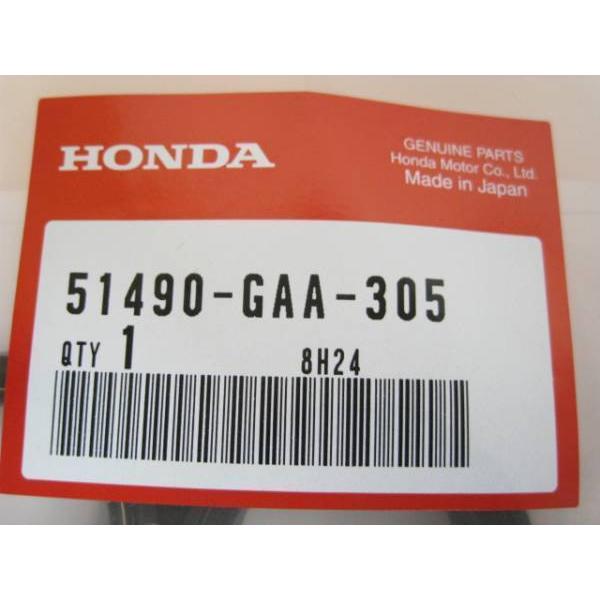 HONDA
GENUINE PARTS
Honda Motor Co., Ltd.
Made in Japan
51490-GAA-305
QTY 1 8H24